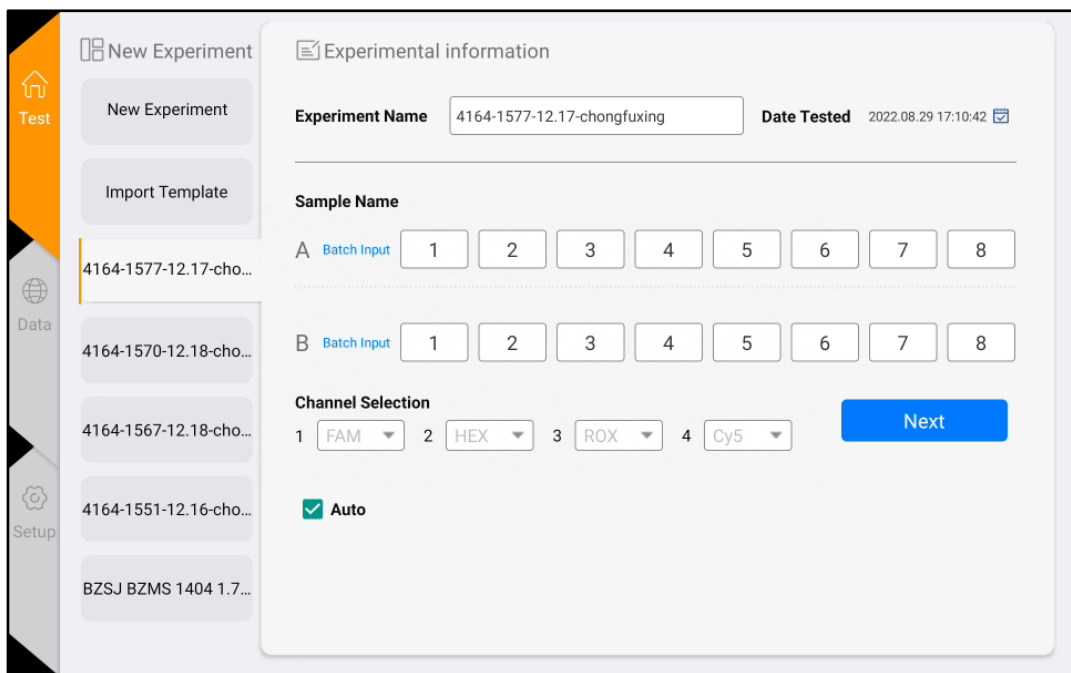 Test
Data
Setup
New Experiment
New Experiment
Import Template
4164-1577-12.17-cho...
4164-1570-12.18-cho...
4164-1567-12.18-cho...
4164-1551-12.16-cho...
BZSJ BZMS 1404 1.7...
Experimental information
Experiment Name 4164-1577-12.17-chongfuxing Date Tested 2022.08.29 17:10:42
Sample Name
A Batch Input 1 2 3 4 5 6 7 8
B Batch Input 1 2 3 4 5 6 7 8
Channel Selection
1 FAM 2 HEX 3 ROX 4 Cy5
Next
Auto